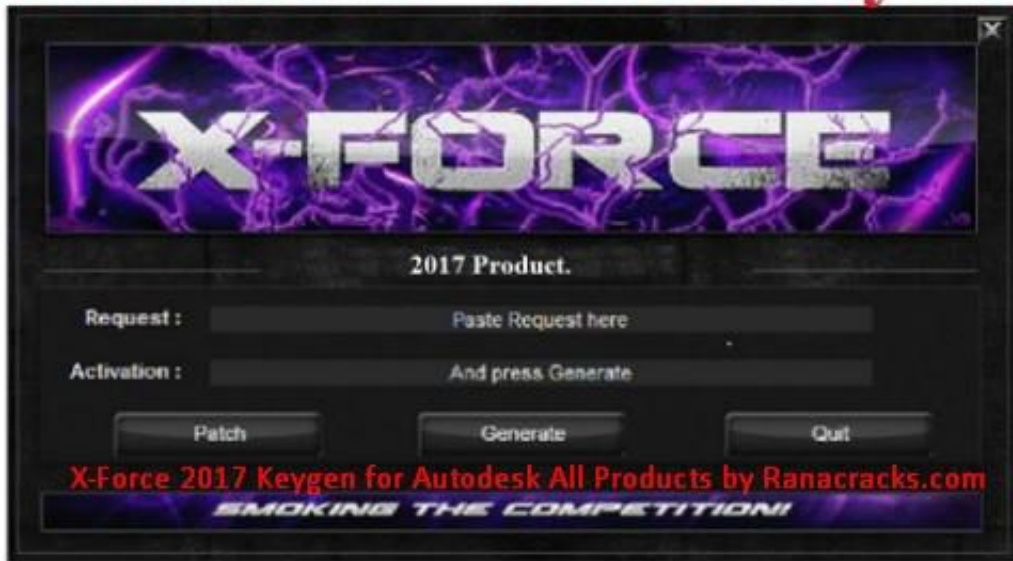 X-FORCE
2017 Product.
Request :
Paste Request here
Activation :
And press Generate
Patch
Generate
Quit
X-Force 2017 Keygen for Autodesk All Products by Ranacracks.com
SMOKING THE COMPETITION!